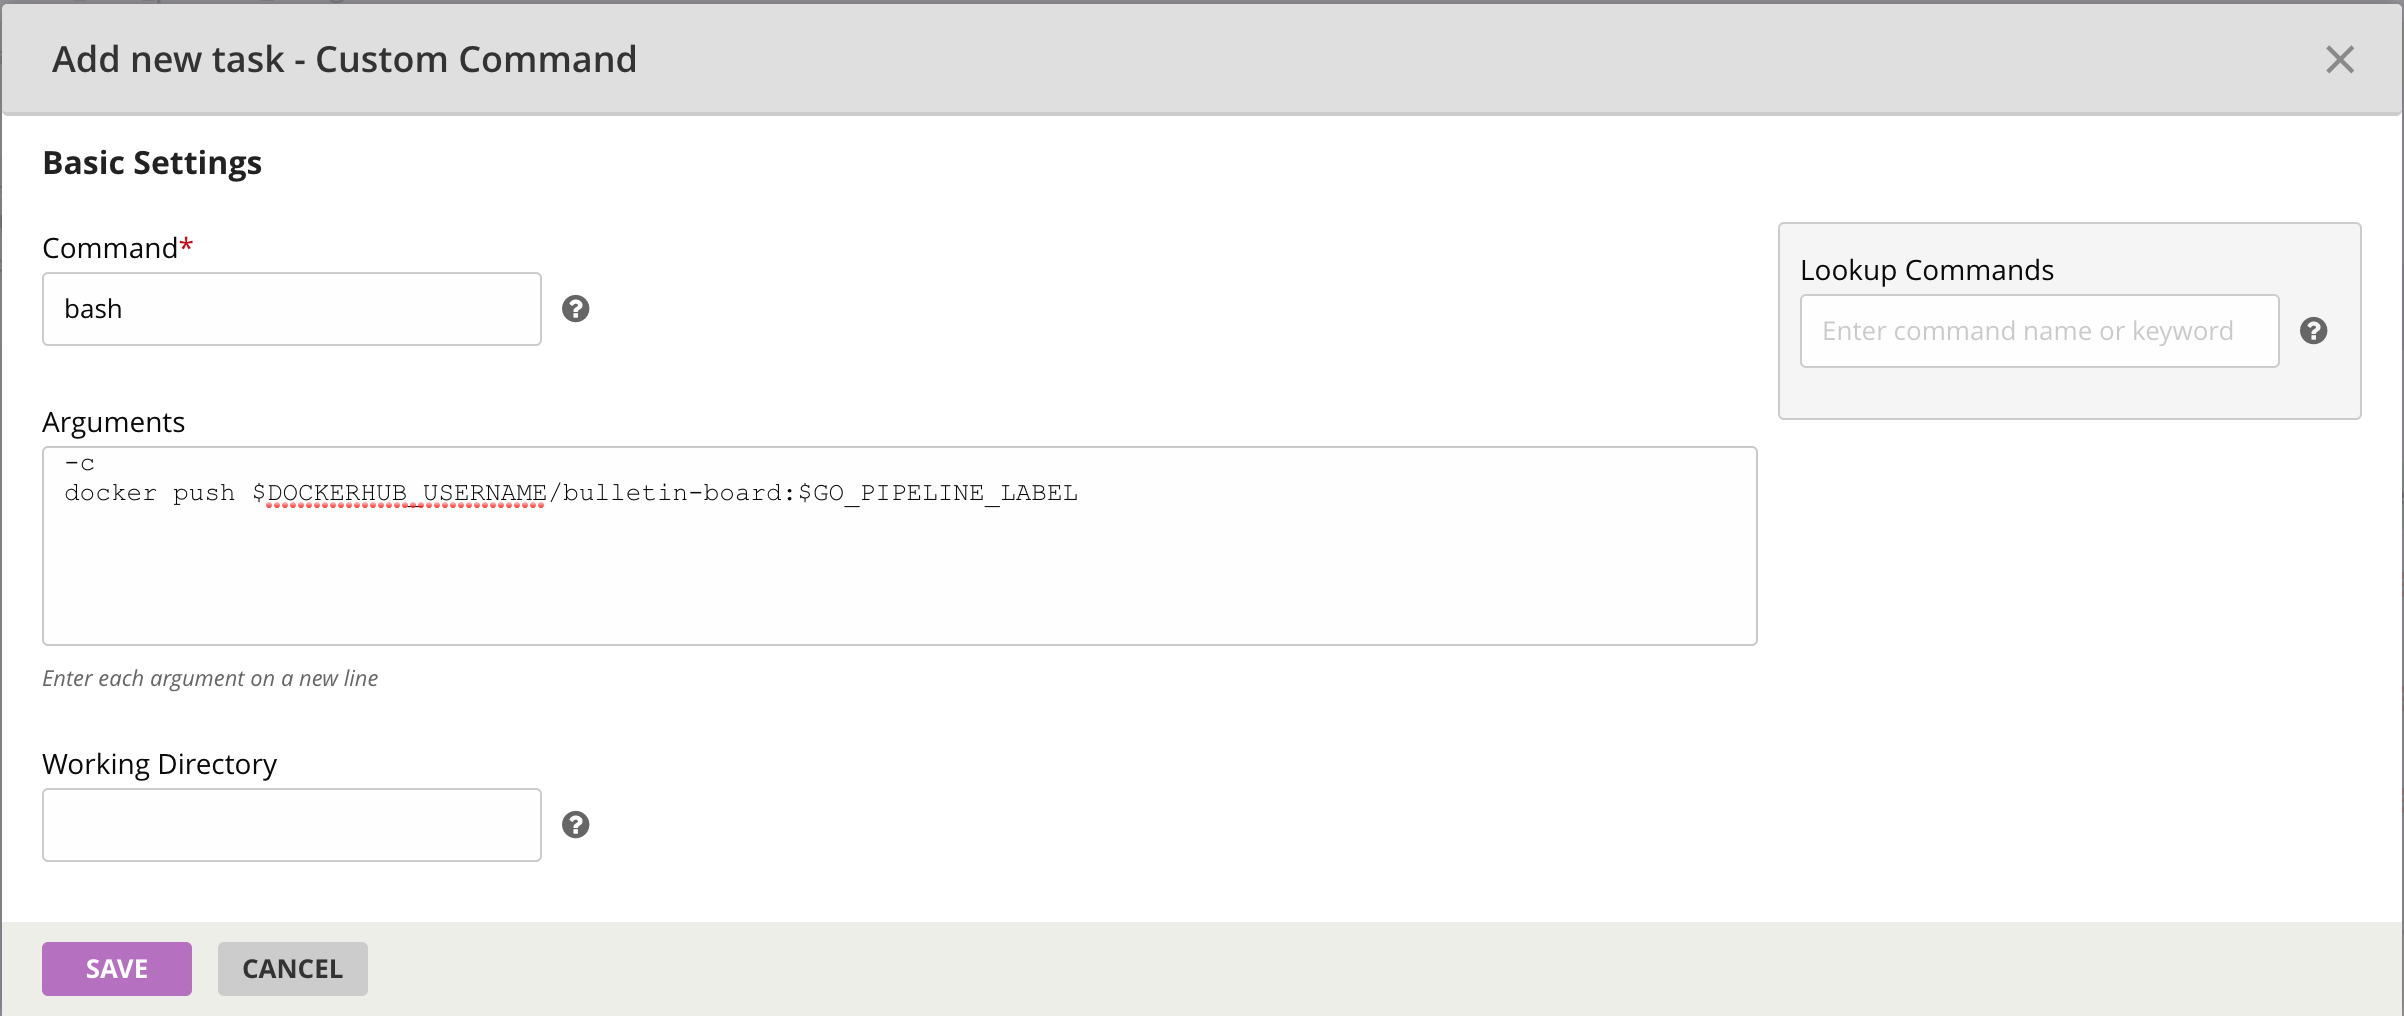 Add new task - Custom Command
Basic Settings
Command*
bash
Lookup Commands
Enter command name or keyword
Arguments
-c
docker push $DOCKERHUB_USERNAME/bulletin-board:$GO_PIPELINE_LABEL
Enter each argument on a new line
Working Directory
SAVE
CANCEL